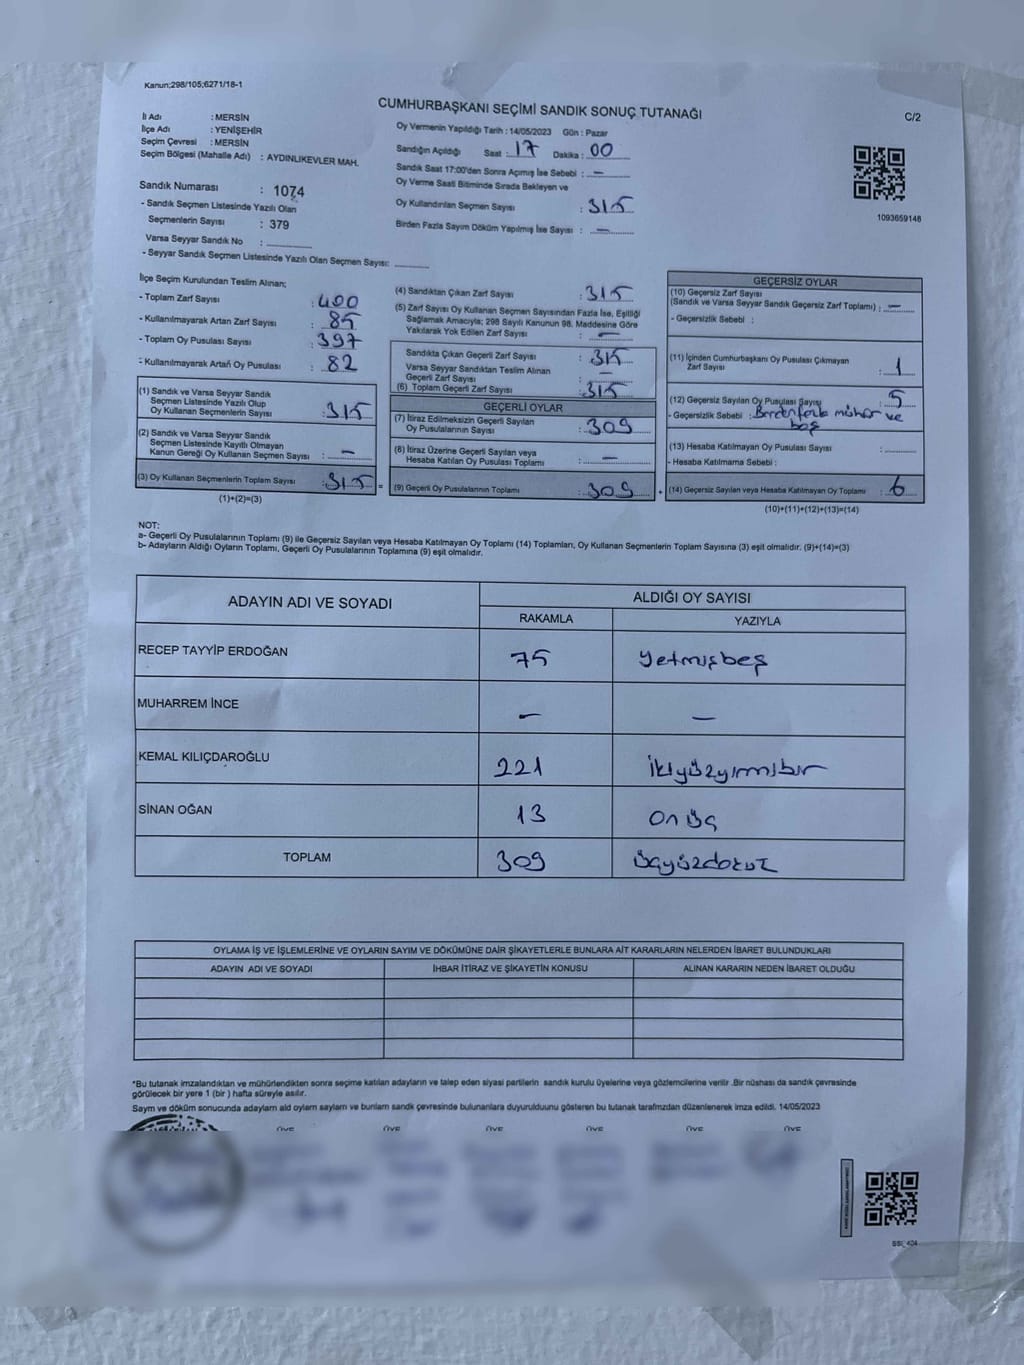 Kanun;298/105;6271/18-1
CUMHURBAŞKANI SEÇİMİ SANDIK SONUÇ TUTANAĞI
C/2
İl Adı : MERSİN
İlçe Adı : YENİŞEHİR
Seçim Çevresi : MERSİN
Seçim Bölgesi (Mahalle Adı) : AYDINLIKEVLER MAH.
Sandık Numarası : 1074
- Sandık Seçmen Listesinde Yazılı Olan
Seçmenlerin Sayısı : 379
Varsa Seyyar Sandık No :
- Seyyar Sandık Seçmen Listesinde Yazılı Olan Seçmen Sayısı:
Oy Vermenin Yapıldığı Tarih : 14/05/2023 Gün : Pazar
Sandığın Açıldığı Saat : 17 Dakika : 00
Sandık Saat 17:00'den Sonra Açımış İse Sebebi : -
Oy Verme Saati Bitiminde Sırada Bekleyen ve
Oy Kullandırılan Seçmen Sayısı : 315
Birden Fazla Sayım Döküm Yapılmış İse Sayısı : -
1093659148
İlçe Seçim Kurulundan Teslim Alınan;
- Toplam Zarf Sayısı : 400
- Kullanılmayarak Artan Zarf Sayısı : 85
- Toplam Oy Pusulası Sayısı : 397
- Kullanılmayarak Artan Oy Pusulası : 82
(1) Sandık ve Varsa Seyyar Sandık
Seçmen Listesinde Yazılı Olup
Oy Kullanan Seçmenlerin Sayısı : 315
(2) Sandık ve Varsa Seyyar Sandık
Seçmen Listesinde Kayıtlı Olmayan
Kanun Gereği Oy Kullanan Seçmen Sayısı : -
(3) Oy Kullanan Seçmenlerin Toplam Sayısı : 315 =
(1)+(2)=(3)
(4) Sandıktan Çıkan Zarf Sayısı : 315
(5) Zarf Sayısı Oy Kullanan Seçmen Sayısından Fazla İse, Eşitliği
Sağlamak Amacıyla; 298 Sayılı Kanunun 98. Maddesine Göre
Yakılarak Yok Edilen Zarf Sayısı : -
Sandıkta Çıkan Geçerli Zarf Sayısı : 315
Varsa Seyyar Sandıktan Teslim Alınan
Geçerli Zarf Sayısı : -
(6) Toplam Geçerli Zarf Sayısı : 315
GEÇERLİ OYLAR
(7) İtiraz Edilmeksizin Geçerli Sayılan
Oy Pusulalarının Sayısı : 309
(8) İtiraz Üzerine Geçerli Sayılan veya
Hesaba Katılan Oy Pusulası Toplamı : -
(9) Geçerli Oy Pusulalarının Toplamı : 309 +
GEÇERSİZ OYLAR
(10) Geçersiz Zarf Sayısı
(Sandık ve Varsa Seyyar Sandık Geçersiz Zarf Toplamı) : -
- Geçersizlik Sebebi :
(11) İçinden Cumhurbaşkanı Oy Pusulası Çıkmayan
Zarf Sayısı : 1
(12) Geçersiz Sayılan Oy Pusulası Sayısı : 5
- Geçersizlik Sebebi : Birden fazla mühür ve
boş
(13) Hesaba Katılmayan Oy Pusulası Sayısı :
- Hesaba Katılmama Sebebi :
(14) Geçersiz Sayılan veya Hesaba Katılmayan Oy Toplamı : 6
(10)+(11)+(12)+(13)=(14)
NOT:
a- Geçerli Oy Pusulalarının Toplamı (9) ile Geçersiz Sayılan veya Hesaba Katılmayan Oy Toplamı (14) Toplamları, Oy Kullanan Seçmenlerin Toplam Sayısına (3) eşit olmalıdır. (9)+(14)=(3)
b- Adayların Aldığı Oyların Toplamı, Geçerli Oy Pusulalarının Toplamına (9) eşit olmalıdır.
ADAYIN ADI VE SOYADI ALDIĞI OY SAYISI
RAKAMLA YAZIYLA
RECEP TAYYİP ERDOĞAN 75 Yetmişbeş
MUHARREM İNCE - -
KEMAL KILIÇDAROĞLU 221 İkiyüzyirmibir
SİNAN OĞAN 13 On üç
TOPLAM 309 Üçyüzdokuz
OYLAMA İŞ VE İŞLEMLERİNE VE OYLARIN SAYIM VE DÖKÜMÜNE DAİR ŞİKAYETLERLE BUNLARA AİT KARARLARIN NELERDEN İBARET BULUNDUKLARI
ADAYIN ADI VE SOYADI İHBAR İTİRAZ VE ŞİKAYETİN KONUSU ALINAN KARARIN NEDEN İBARET OLDUĞU
*Bu tutanak imzalandıktan ve mühürlendikten sonra seçime katılan adayların ve talep eden siyasi partilerin sandık kurulu üyelerine veya gözlemcilerine verilir .Bir nüshası da sandık çevresinde
görülecek bir yere 1 (bir ) hafta süreyle asılır.
Sayım ve döküm sonucunda adayların ald oyların sayıları ve bunların sandık çevresinde bulunanlara duyurulduunu gösteren bu tutanak tarafmzdan düzenlenerek imza edildi. 14/05/2023
ÜYE ÜYE ÜYE ÜYE ÜYE ÜYE